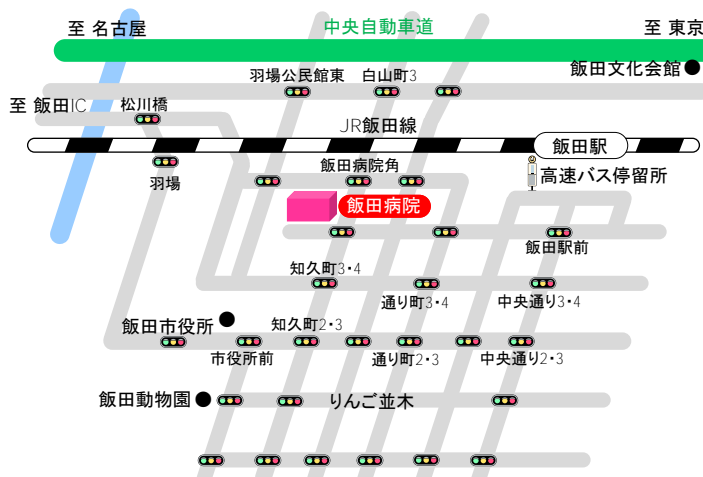 至 名古屋
中央自動車道
至 東京
飯田文化会館
羽場公民館東
白山町3
至 飯田IC
松川橋
JR飯田線
飯田駅
羽場
飯田病院角
高速バス停留所
飯田病院
飯田駅前
知久町3・4
通り町3・4
中央通り3・4
飯田市役所
知久町2・3
市役所前
通り町2・3
中央通り2・3
飯田動物園
りんご並木